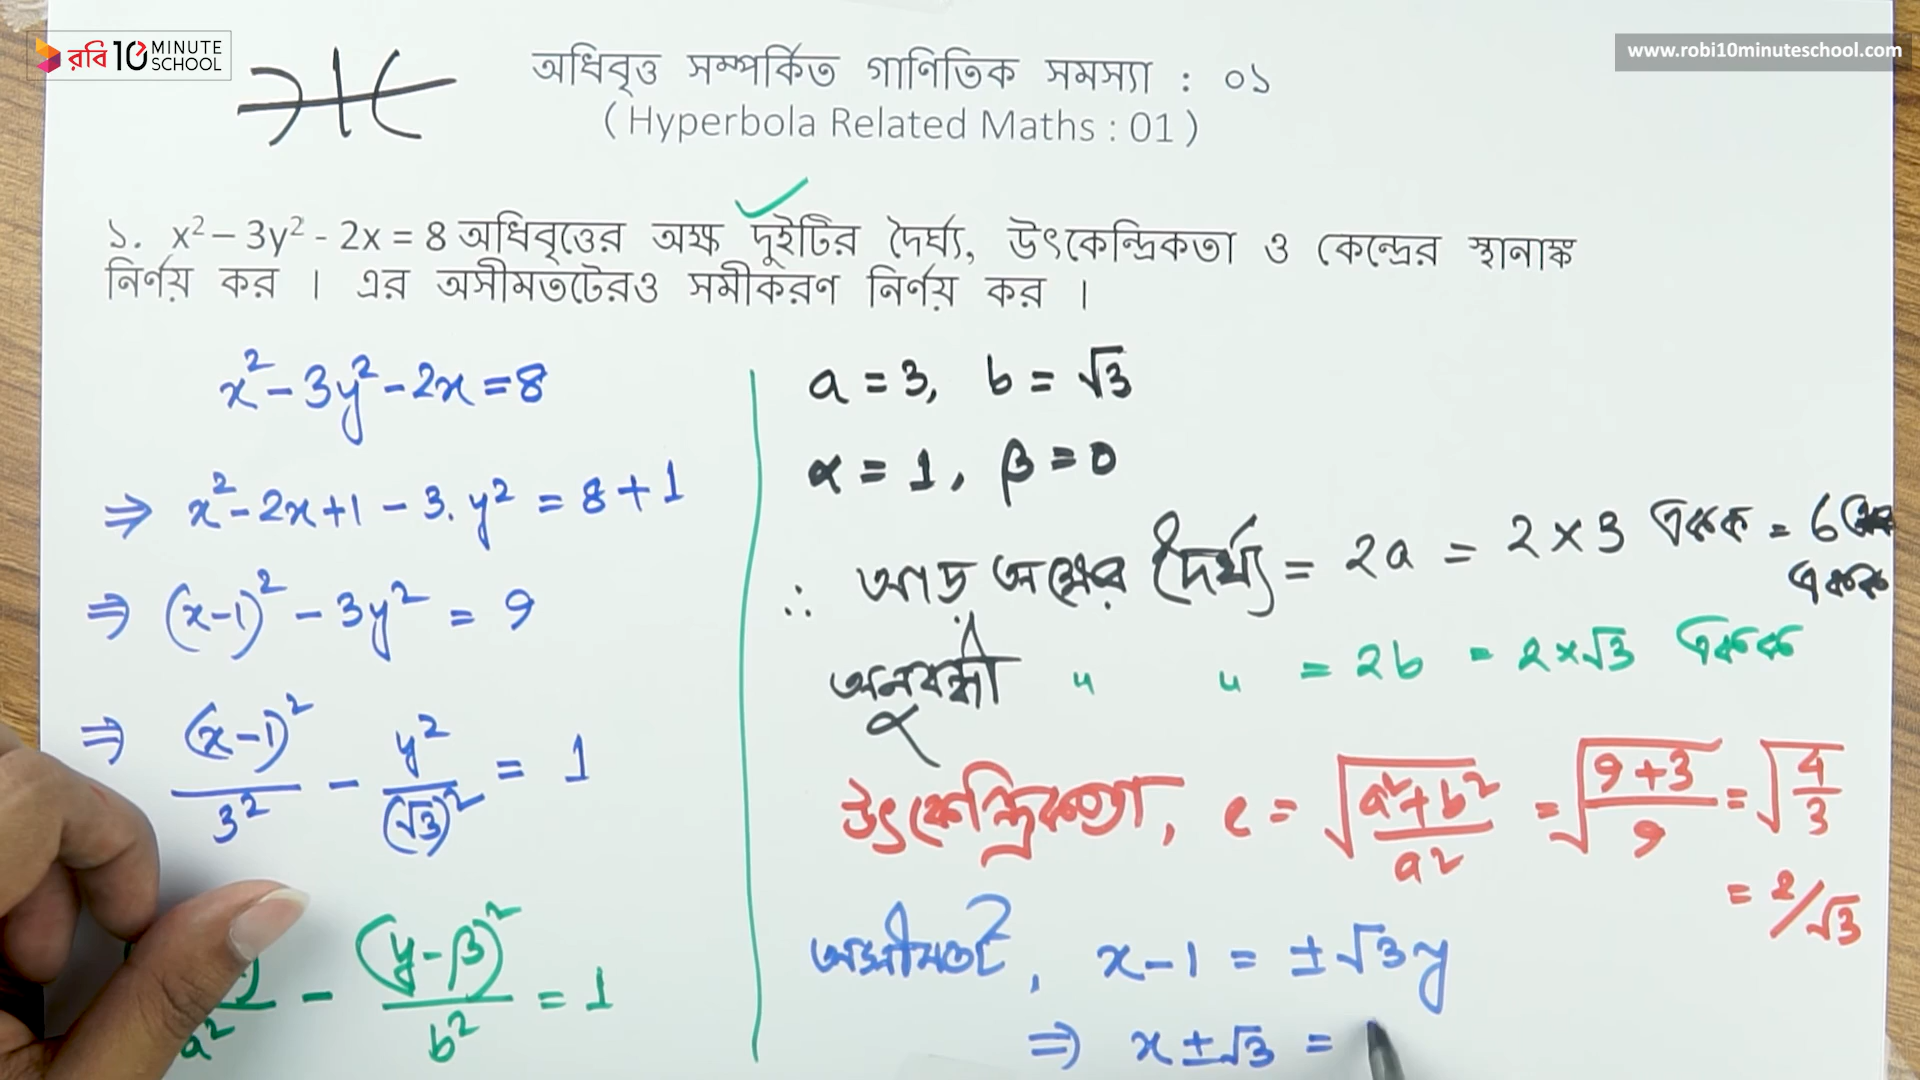 রবি 10 MINUTE SCHOOL
www.robi10minuteschool.com
অধিবৃত্ত সম্পর্কিত গাণিতিক সমস্যা : ০১
( Hyperbola Related Maths : 01 )
১. x² – 3y² - 2x = 8 অধিবৃত্তের অক্ষ দুইটির দৈর্ঘ্য, উৎকেন্দ্রিকতা ও কেন্দ্রের স্থানাঙ্ক
নির্ণয় কর । এর অসীমতটেরও সমীকরণ নির্ণয় কর ।
x² - 3y² - 2x = 8
⇒ x² - 2x + 1 - 3. y² = 8 + 1
⇒ (x-1)² - 3y² = 9
⇒ (x-1)²/3² - y²/(√3)² = 1
a² - (y-β)²/b² = 1
a = 3, b = √3
α = 1, β = 0
∴ আড় অক্ষের দৈর্ঘ্য = 2a = 2 × 3 একক = 6 একক
অনুবন্ধী " " = 2b = 2×√3 একক
উৎকেন্দ্রিকতা, e = √(a²+b²/a²) = √(9+3/9) = √(4/3)
= 2/√3
অসীমতট, x-1 = ±√3y
⇒ x ± √3 =